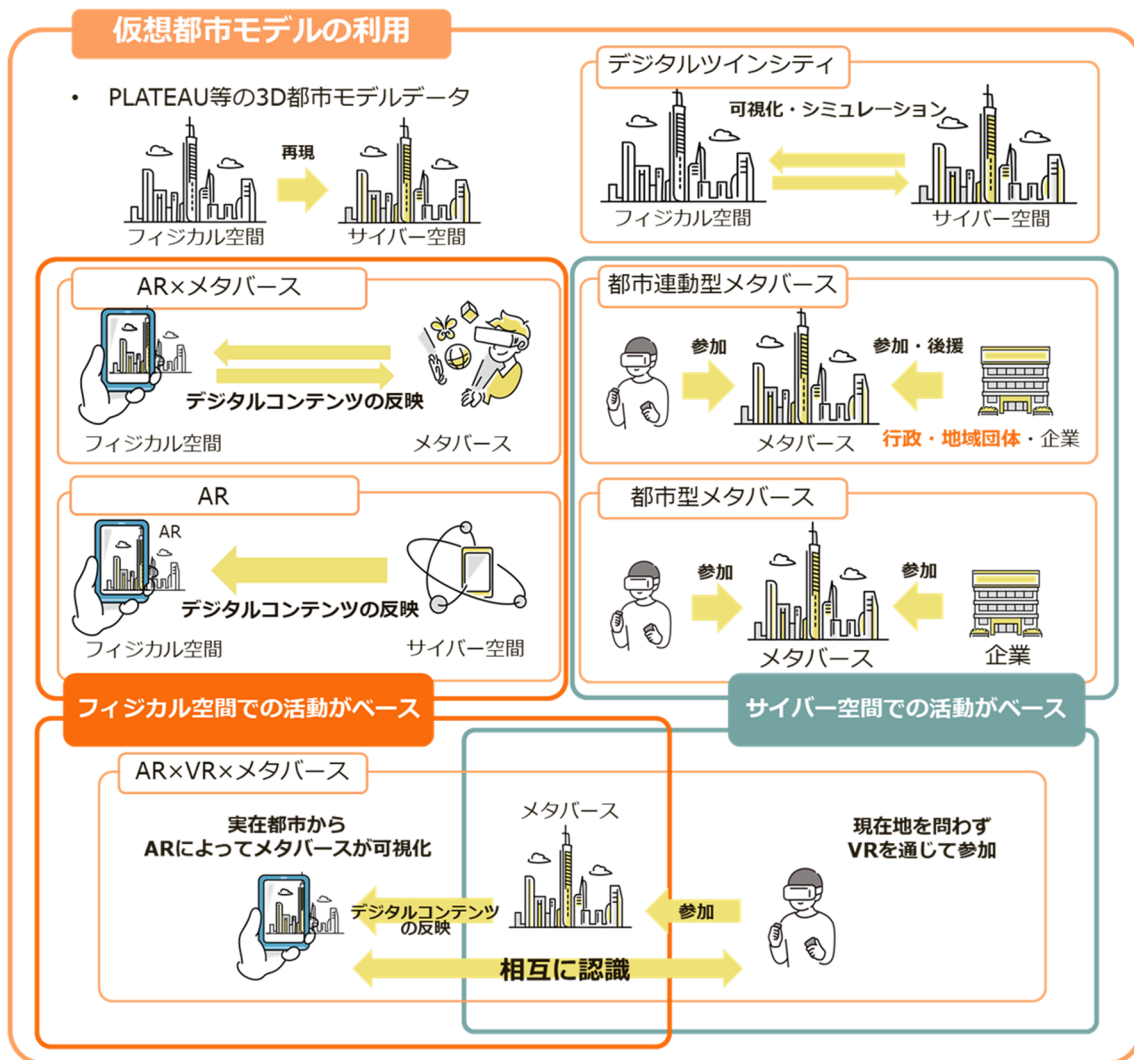 仮想都市モデルの利用
• PLATEAU等の3D都市モデルデータ
再現
フィジカル空間
サイバー空間
デジタルツインシティ
可視化・シミュレーション
フィジカル空間
サイバー空間
AR×メタバース
デジタルコンテンツの反映
フィジカル空間
メタバース
AR
AR
デジタルコンテンツの反映
フィジカル空間
サイバー空間
フィジカル空間での活動がベース
都市連動型メタバース
参加
参加・後援
メタバース
行政・地域団体・企業
都市型メタバース
参加
参加
メタバース
企業
サイバー空間での活動がベース
AR×VR×メタバース
実在都市から
ARによってメタバースが可視化
メタバース
現在地を問わず
VRを通じて参加
デジタルコンテンツ
の反映
参加
相互に認識